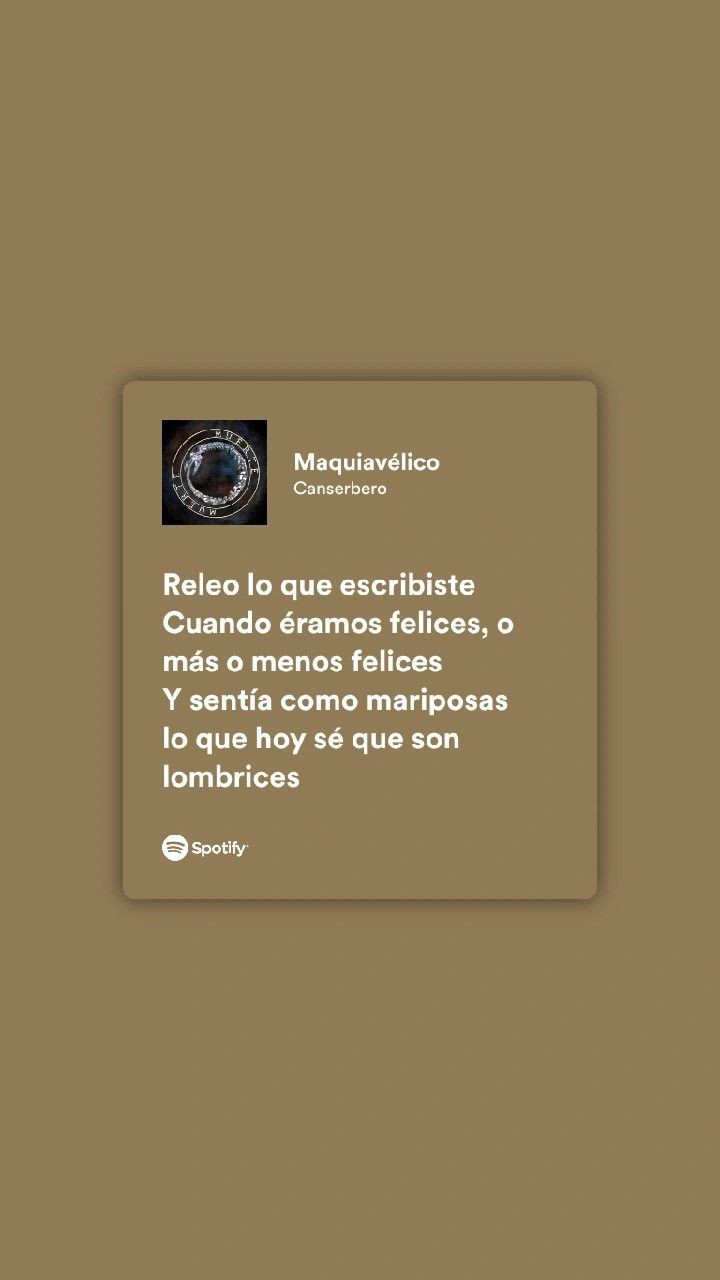 MUERTE
MUERTE
Maquiavélico
Canserbero
Releo lo que escribiste
Cuando éramos felices, o
más o menos felices
Y sentía como mariposas
lo que hoy sé que son
lombrices
Spotify